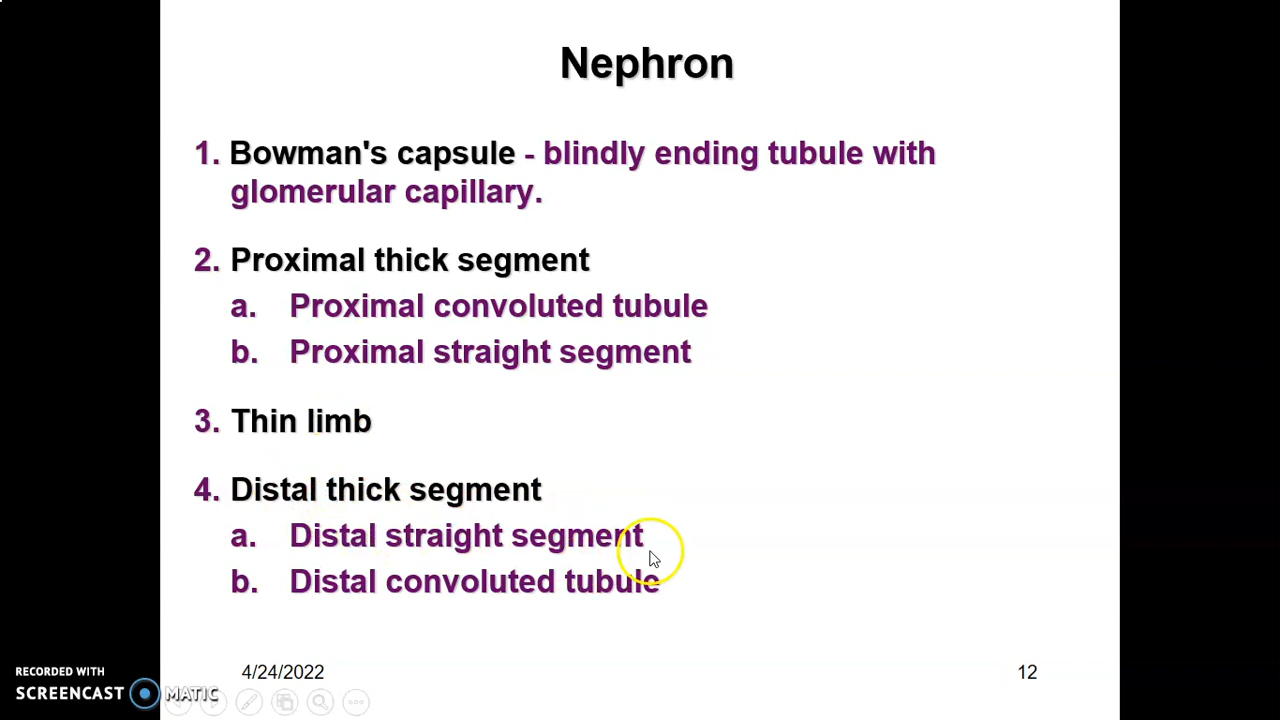 Nephron
1. Bowman's capsule - blindly ending tubule with
glomerular capillary.
2. Proximal thick segment
a. Proximal convoluted tubule
b. Proximal straight segment
3. Thin limb
4. Distal thick segment
a. Distal straight segment
b. Distal convoluted tubule
4/24/2022
12
RECORDED WITH
SCREENCAST MATIC